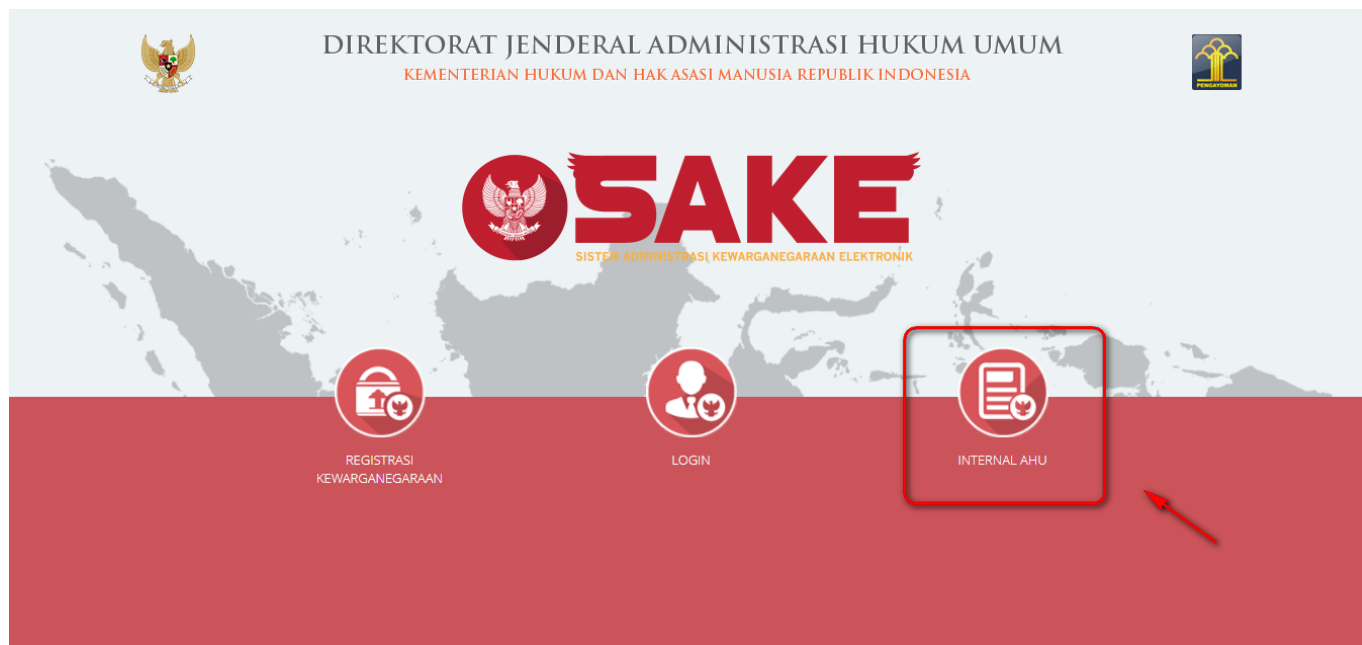 DIREKTORAT JENDERAL ADMINISTRASI HUKUM UMUM
KEMENTERIAN HUKUM DAN HAK ASASI MANUSIA REPUBLIK INDONESIA
PENGAYOMAN
SAKE
SISTEM ADMINISTRASI KEWARGANEGARAAN ELEKTRONIK
REGISTRASI
KEWARGANEGARAAN
LOGIN
INTERNAL AHU